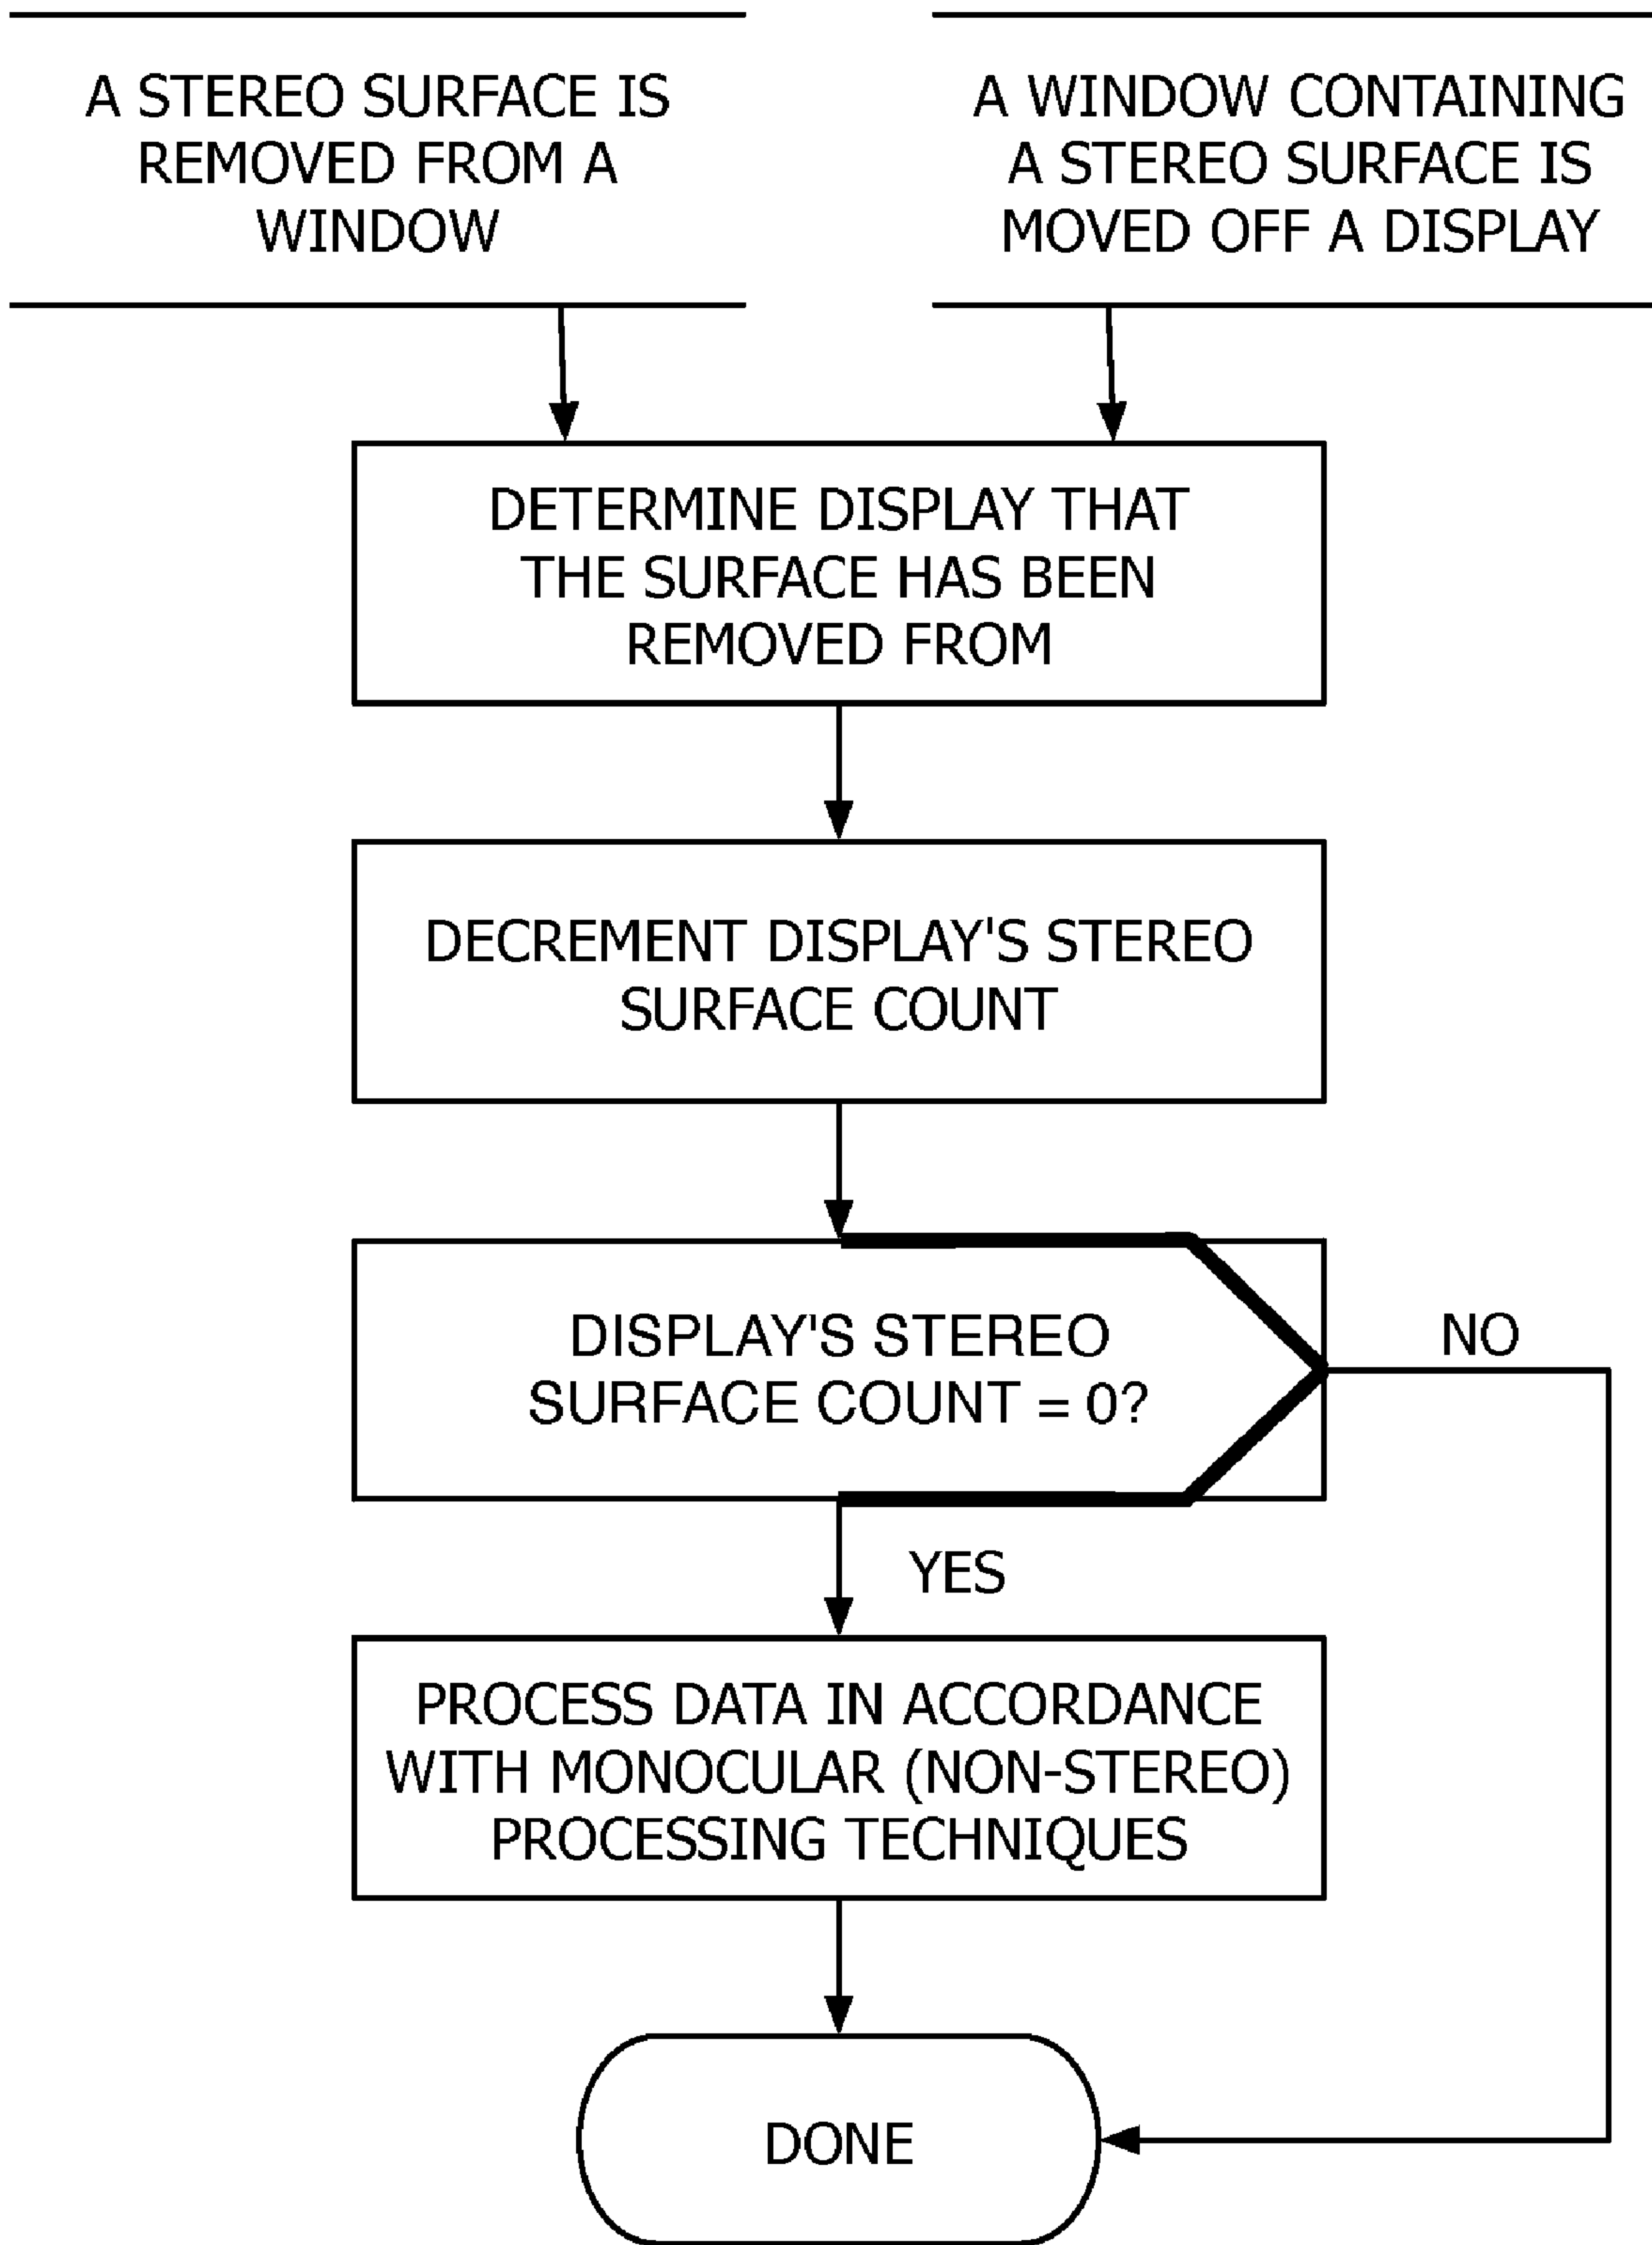 A STEREO SURFACE IS
REMOVED FROM A
WINDOW
A WINDOW CONTAINING
A STEREO SURFACE IS
MOVED OFF A DISPLAY
DETERMINE DISPLAY THAT
THE SURFACE HAS BEEN
REMOVED FROM
DECREMENT DISPLAY'S STEREO
SURFACE COUNT
DISPLAY'S STEREO
SURFACE COUNT = 0?
NO
YES
PROCESS DATA IN ACCORDANCE
WITH MONOCULAR (NON-STEREO)
PROCESSING TECHNIQUES
DONE